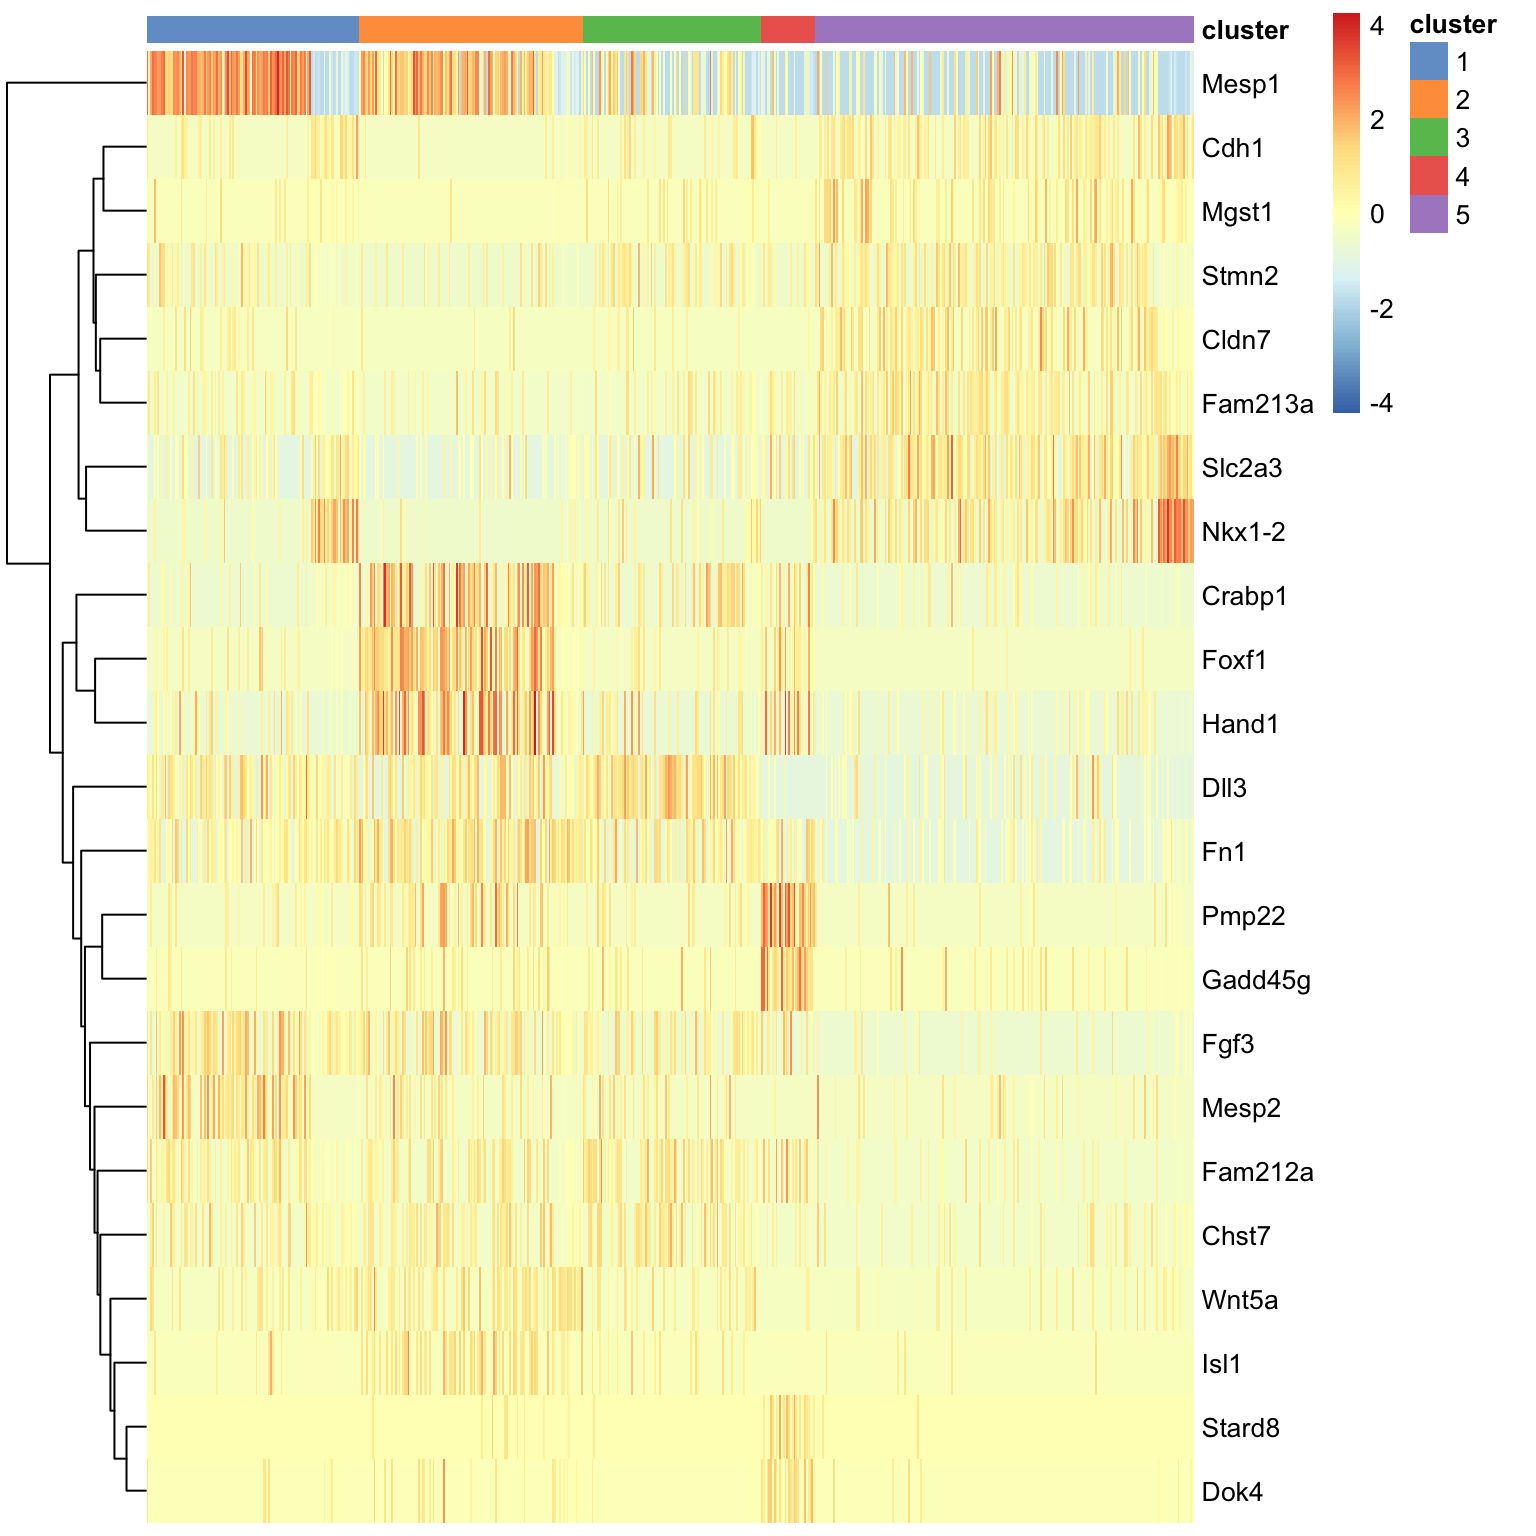 cluster
Mesp1
Cdh1
Mgst1
Stmn2
Cldn7
Fam213a
Slc2a3
Nkx1-2
Crabp1
Foxf1
Hand1
Dll3
Fn1
Pmp22
Gadd45g
Fgf3
Mesp2
Fam212a
Chst7
Wnt5a
Isl1
Stard8
Dok4
4
2
0
-2
-4
cluster
1
2
3
4
5